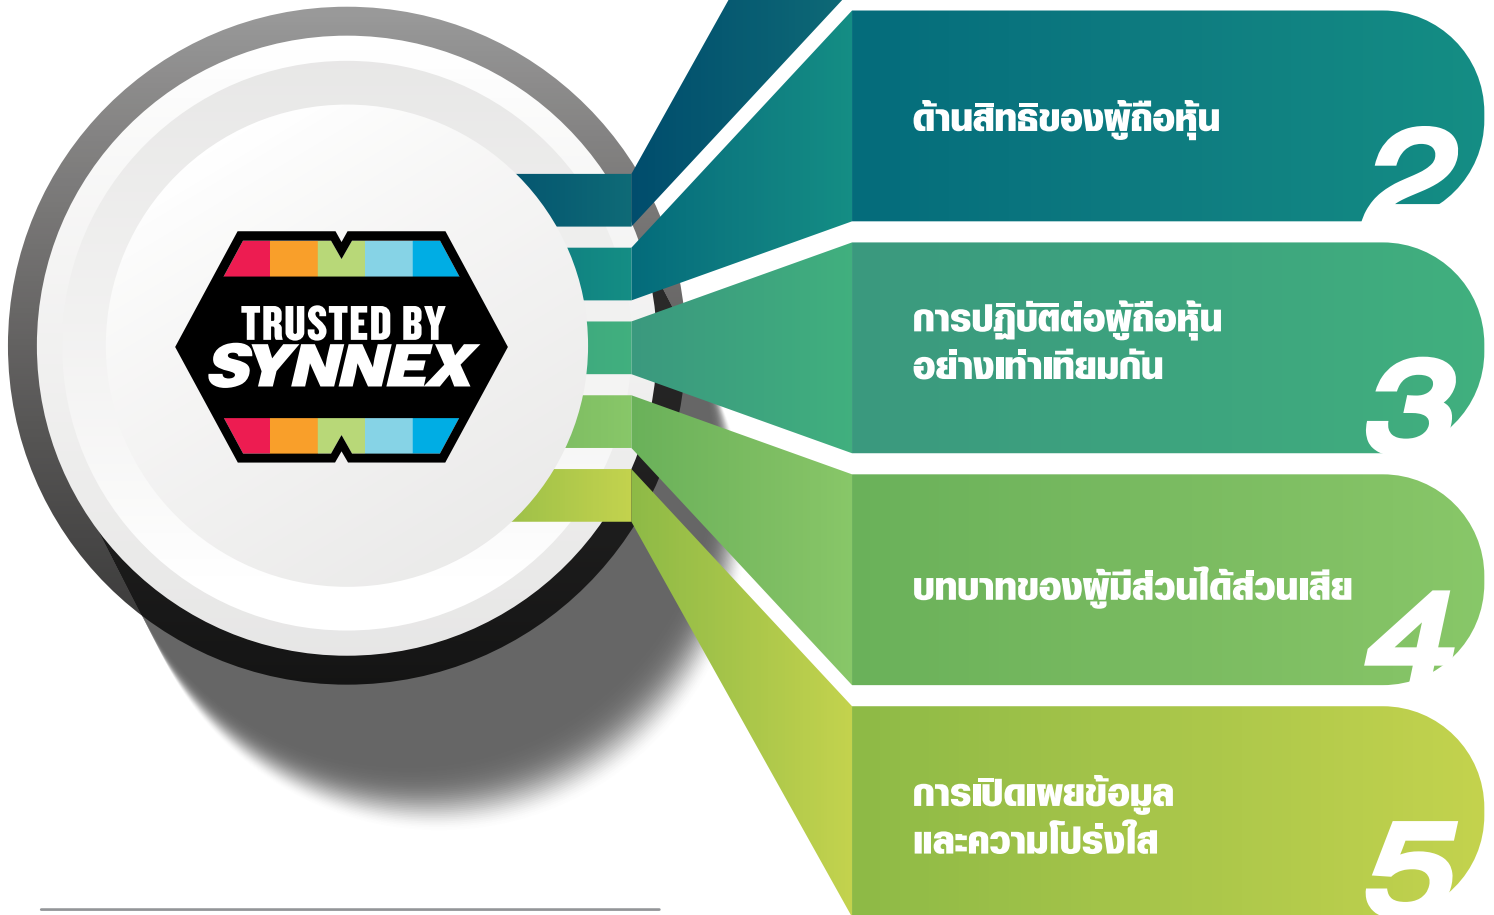 TRUSTED BY
SYNNEX
ด้านสิทธิของผู้ถือหุ้น
2
การปฏิบัติต่อผู้ถือหุ้น
อย่างเท่าเทียมกัน
3
บทบาทของผู้มีส่วนได้ส่วนเสีย
4
การเปิดเผยข้อมูล
และความโปร่งใส
5